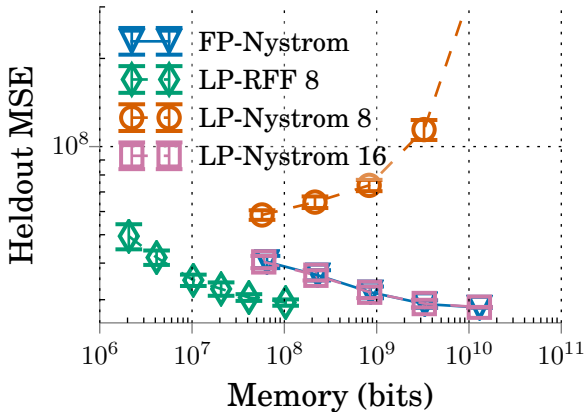 Heldout MSE
FP-Nystrom
LP-RFF 8
LP-Nystrom 8
LP-Nystrom 16
10^8
10^6 10^7 10^8 10^9 10^10 10^11
Memory (bits)